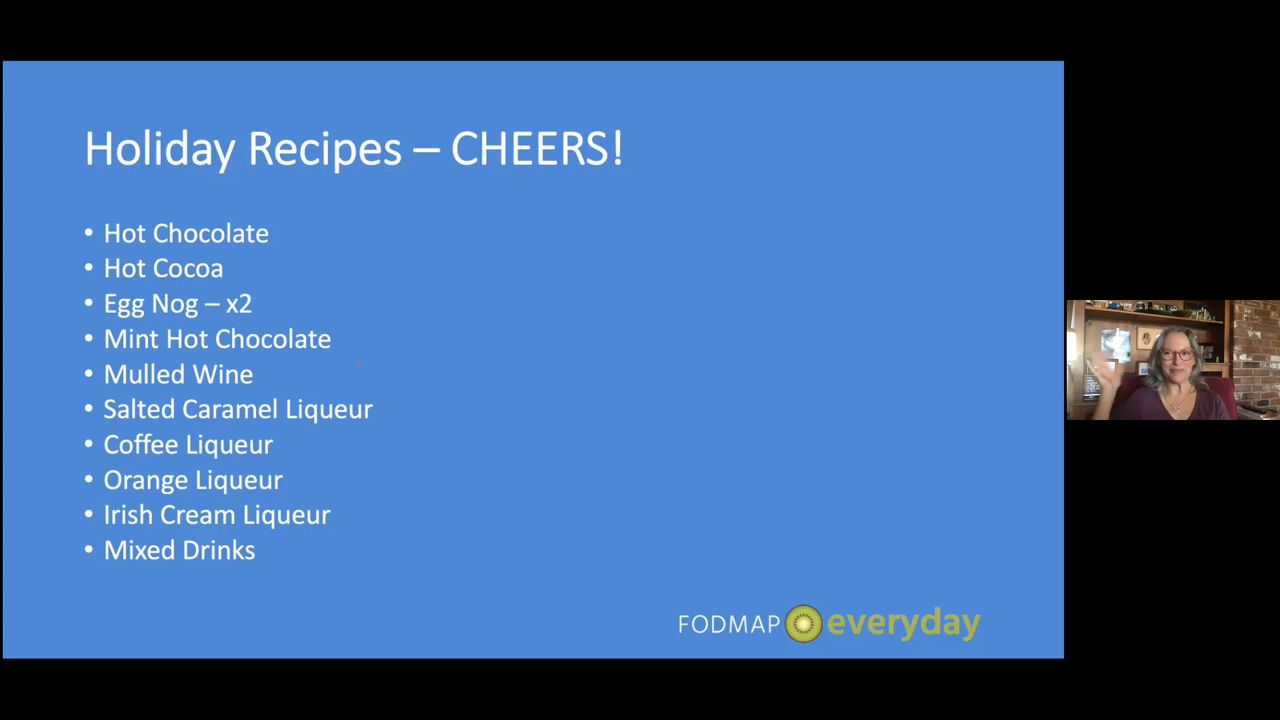 Holiday Recipes – CHEERS!
• Hot Chocolate
• Hot Cocoa
• Egg Nog – x2
• Mint Hot Chocolate
• Mulled Wine
• Salted Caramel Liqueur
• Coffee Liqueur
• Orange Liqueur
• Irish Cream Liqueur
• Mixed Drinks
FODMAP everyday